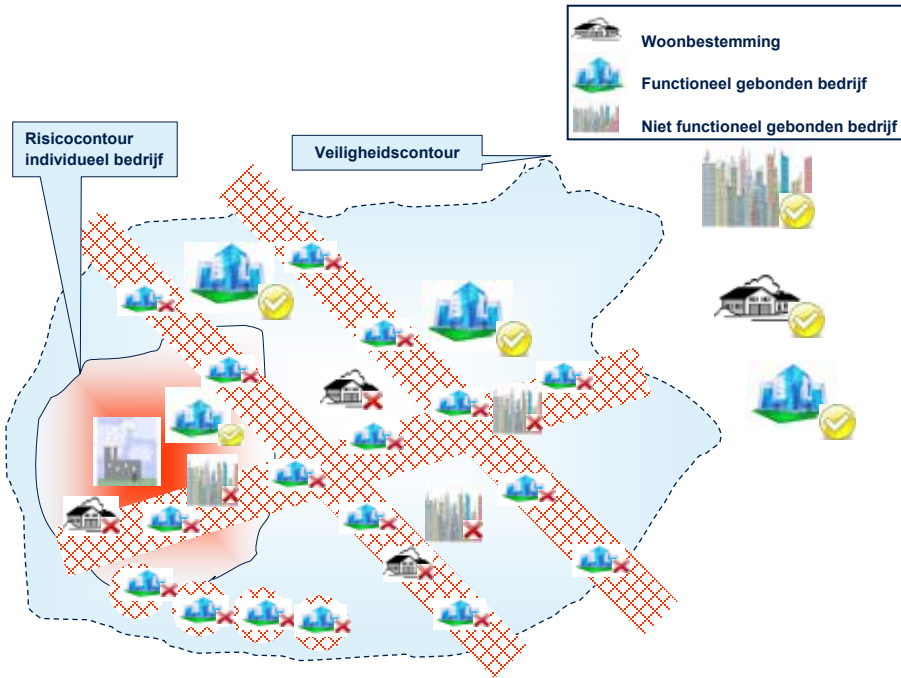 Woonbestemming
Functioneel gebonden bedrijf
Niet functioneel gebonden bedrijf
Risicocontour
individueel bedrijf
Veiligheidscontour